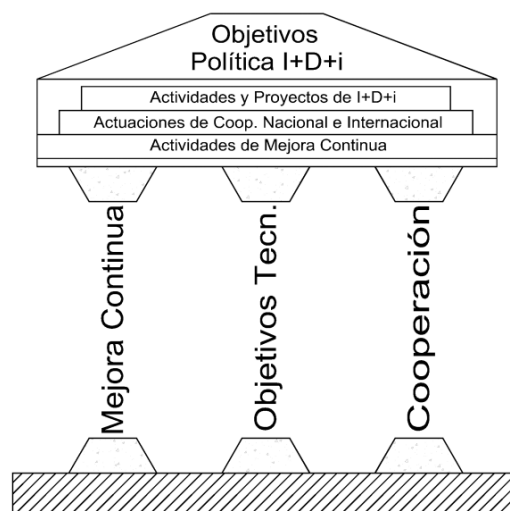 Objetivos
Política I+D+i
Actividades y Proyectos de I+D+i
Actuaciones de Coop. Nacional e Internacional
Actividades de Mejora Continua
Mejora Continua
Objetivos Tecn.
Cooperación